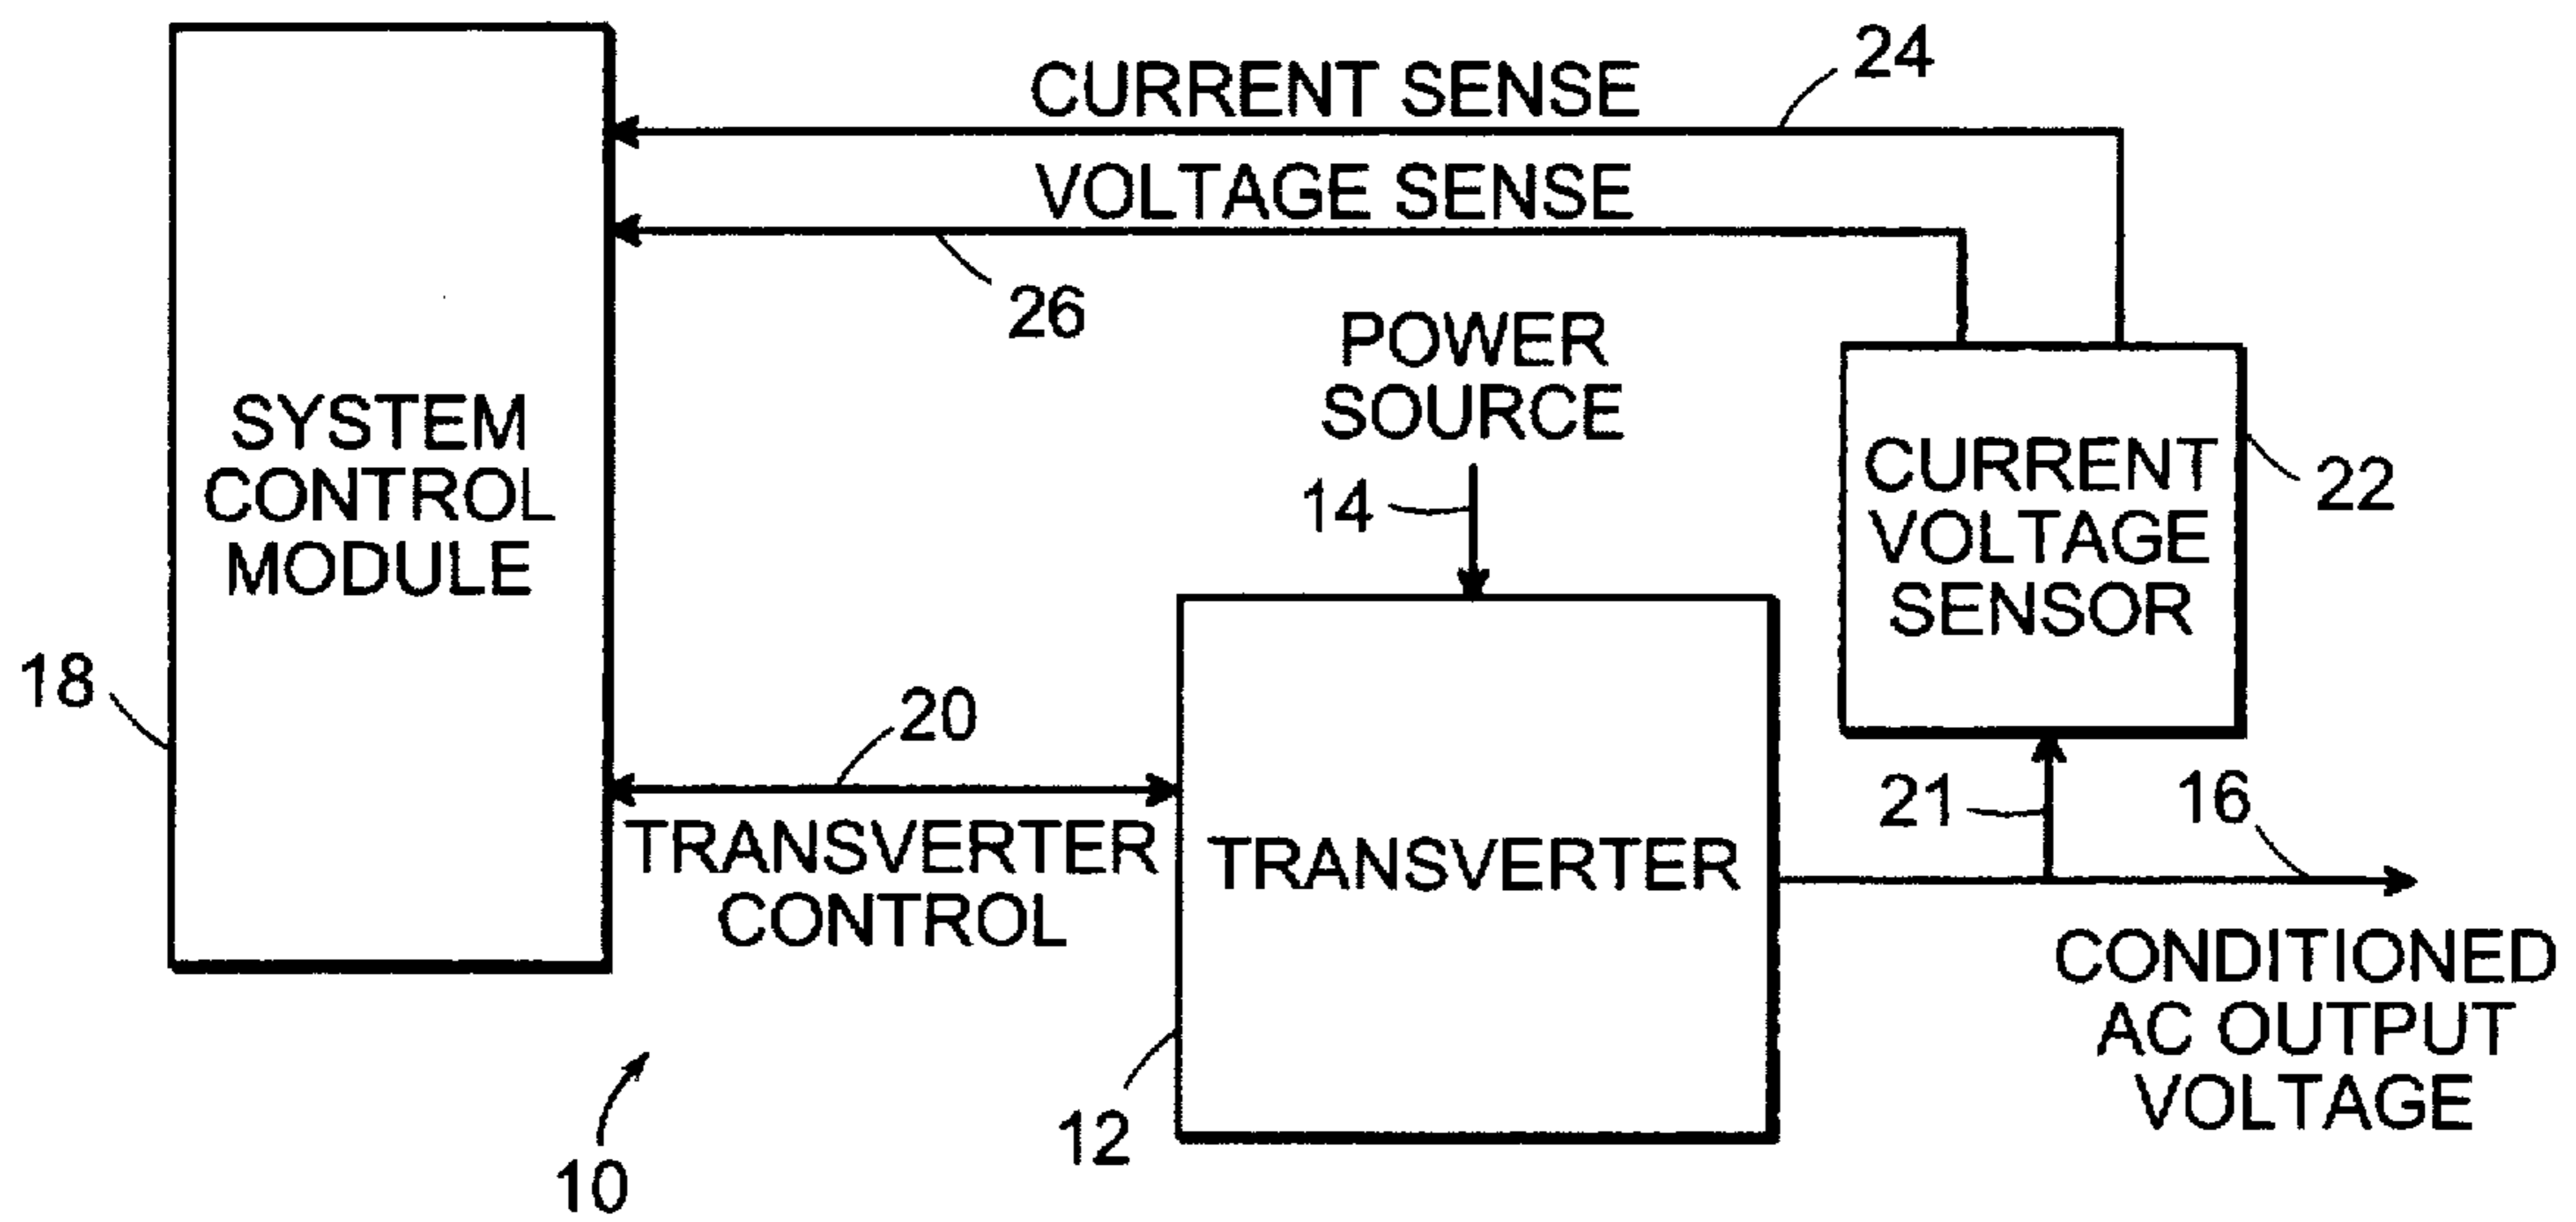 24
CURRENT SENSE
VOLTAGE SENSE
26
POWER
SOURCE
14
SYSTEM
CONTROL
MODULE
18
CURRENT
VOLTAGE
SENSOR
22
20
TRANSVERTER
CONTROL
TRANSVERTER
12
21
16
CONDITIONED
AC OUTPUT
VOLTAGE
10